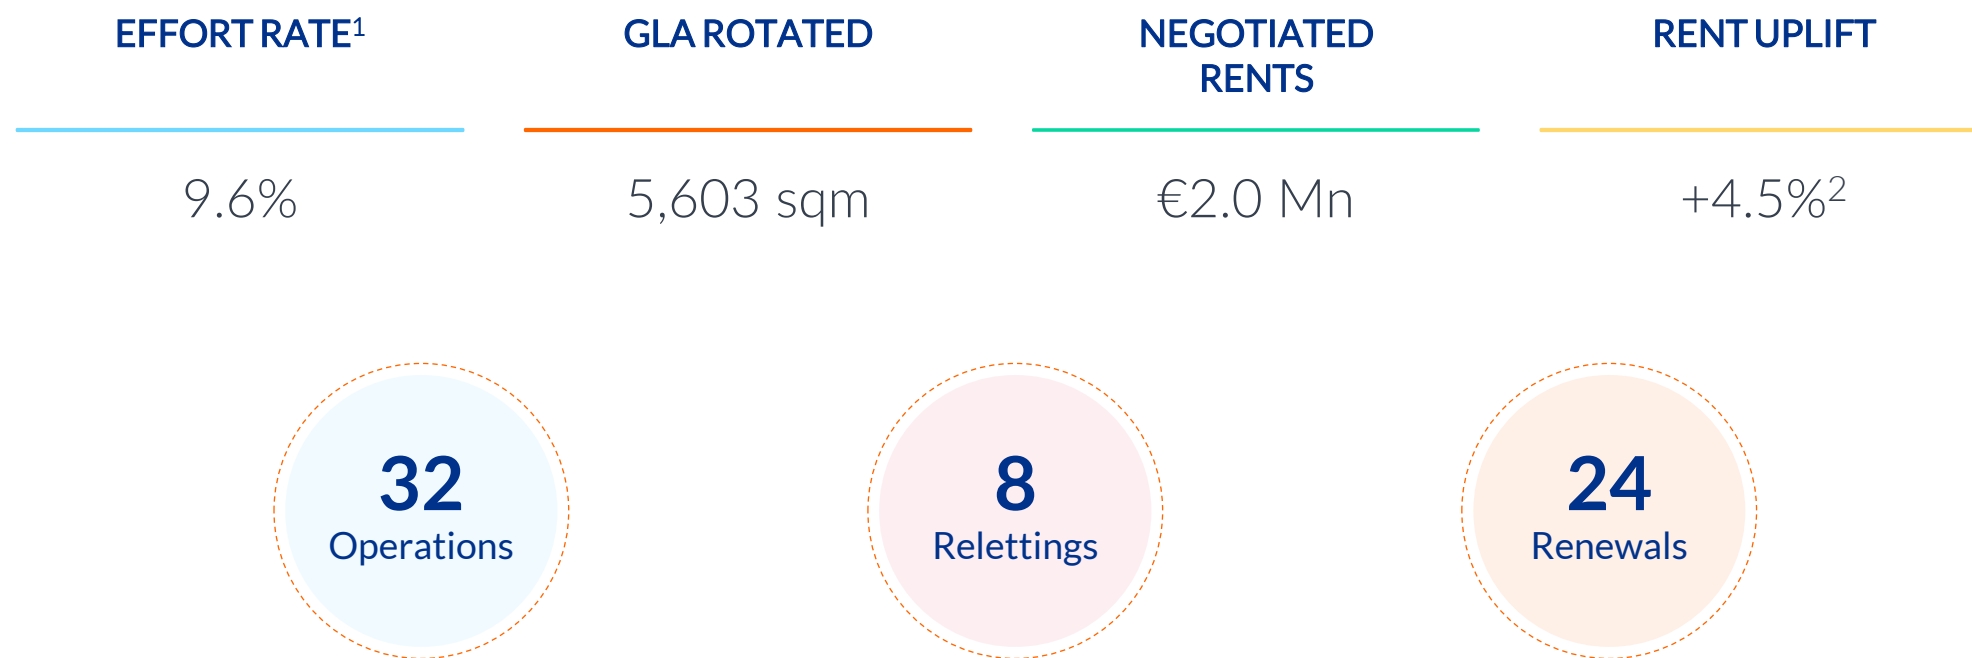 EFFORT RATE¹
GLA ROTATED
NEGOTIATED
RENTS
RENT UPLIFT
9.6%
5,603 sqm
€2.0 Mn
+4.5%²
32
Operations
8
Relettings
24
Renewals